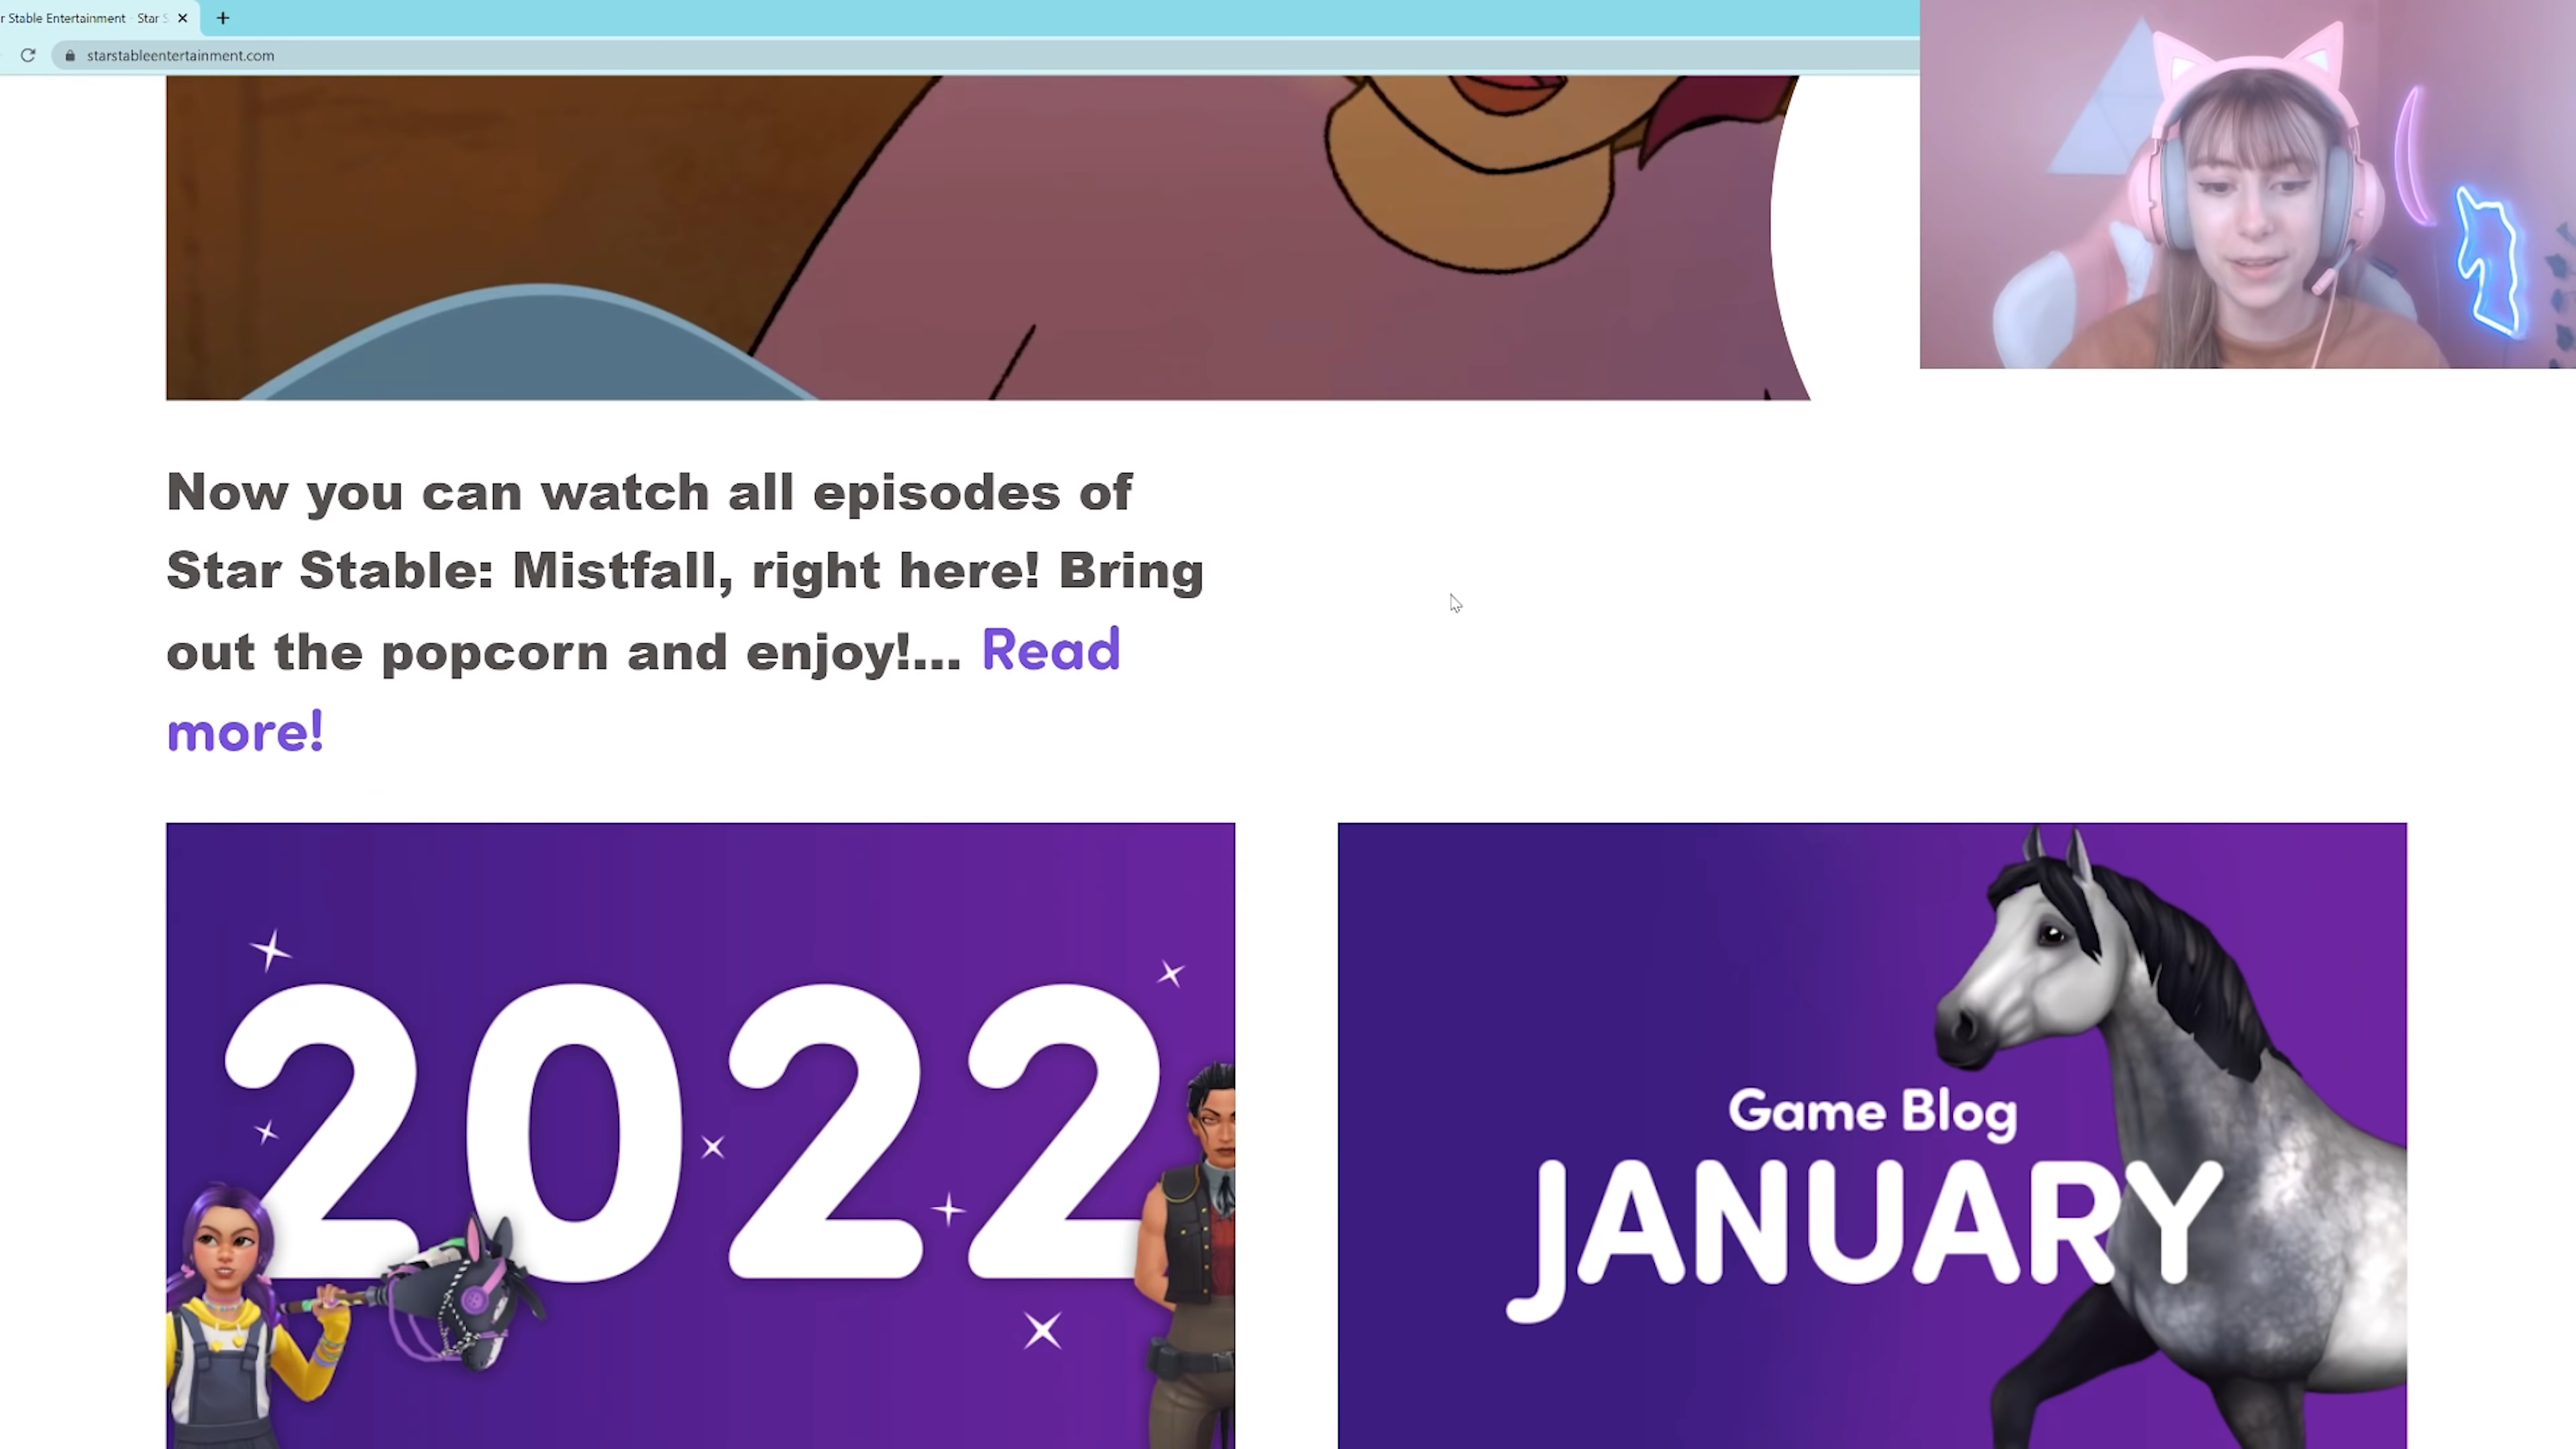 r Stable Entertainment - Star S
starstableentertainment.com
Now you can watch all episodes of
Star Stable: Mistfall, right here! Bring
out the popcorn and enjoy!... Read
more!
2022
Game Blog
JANUARY